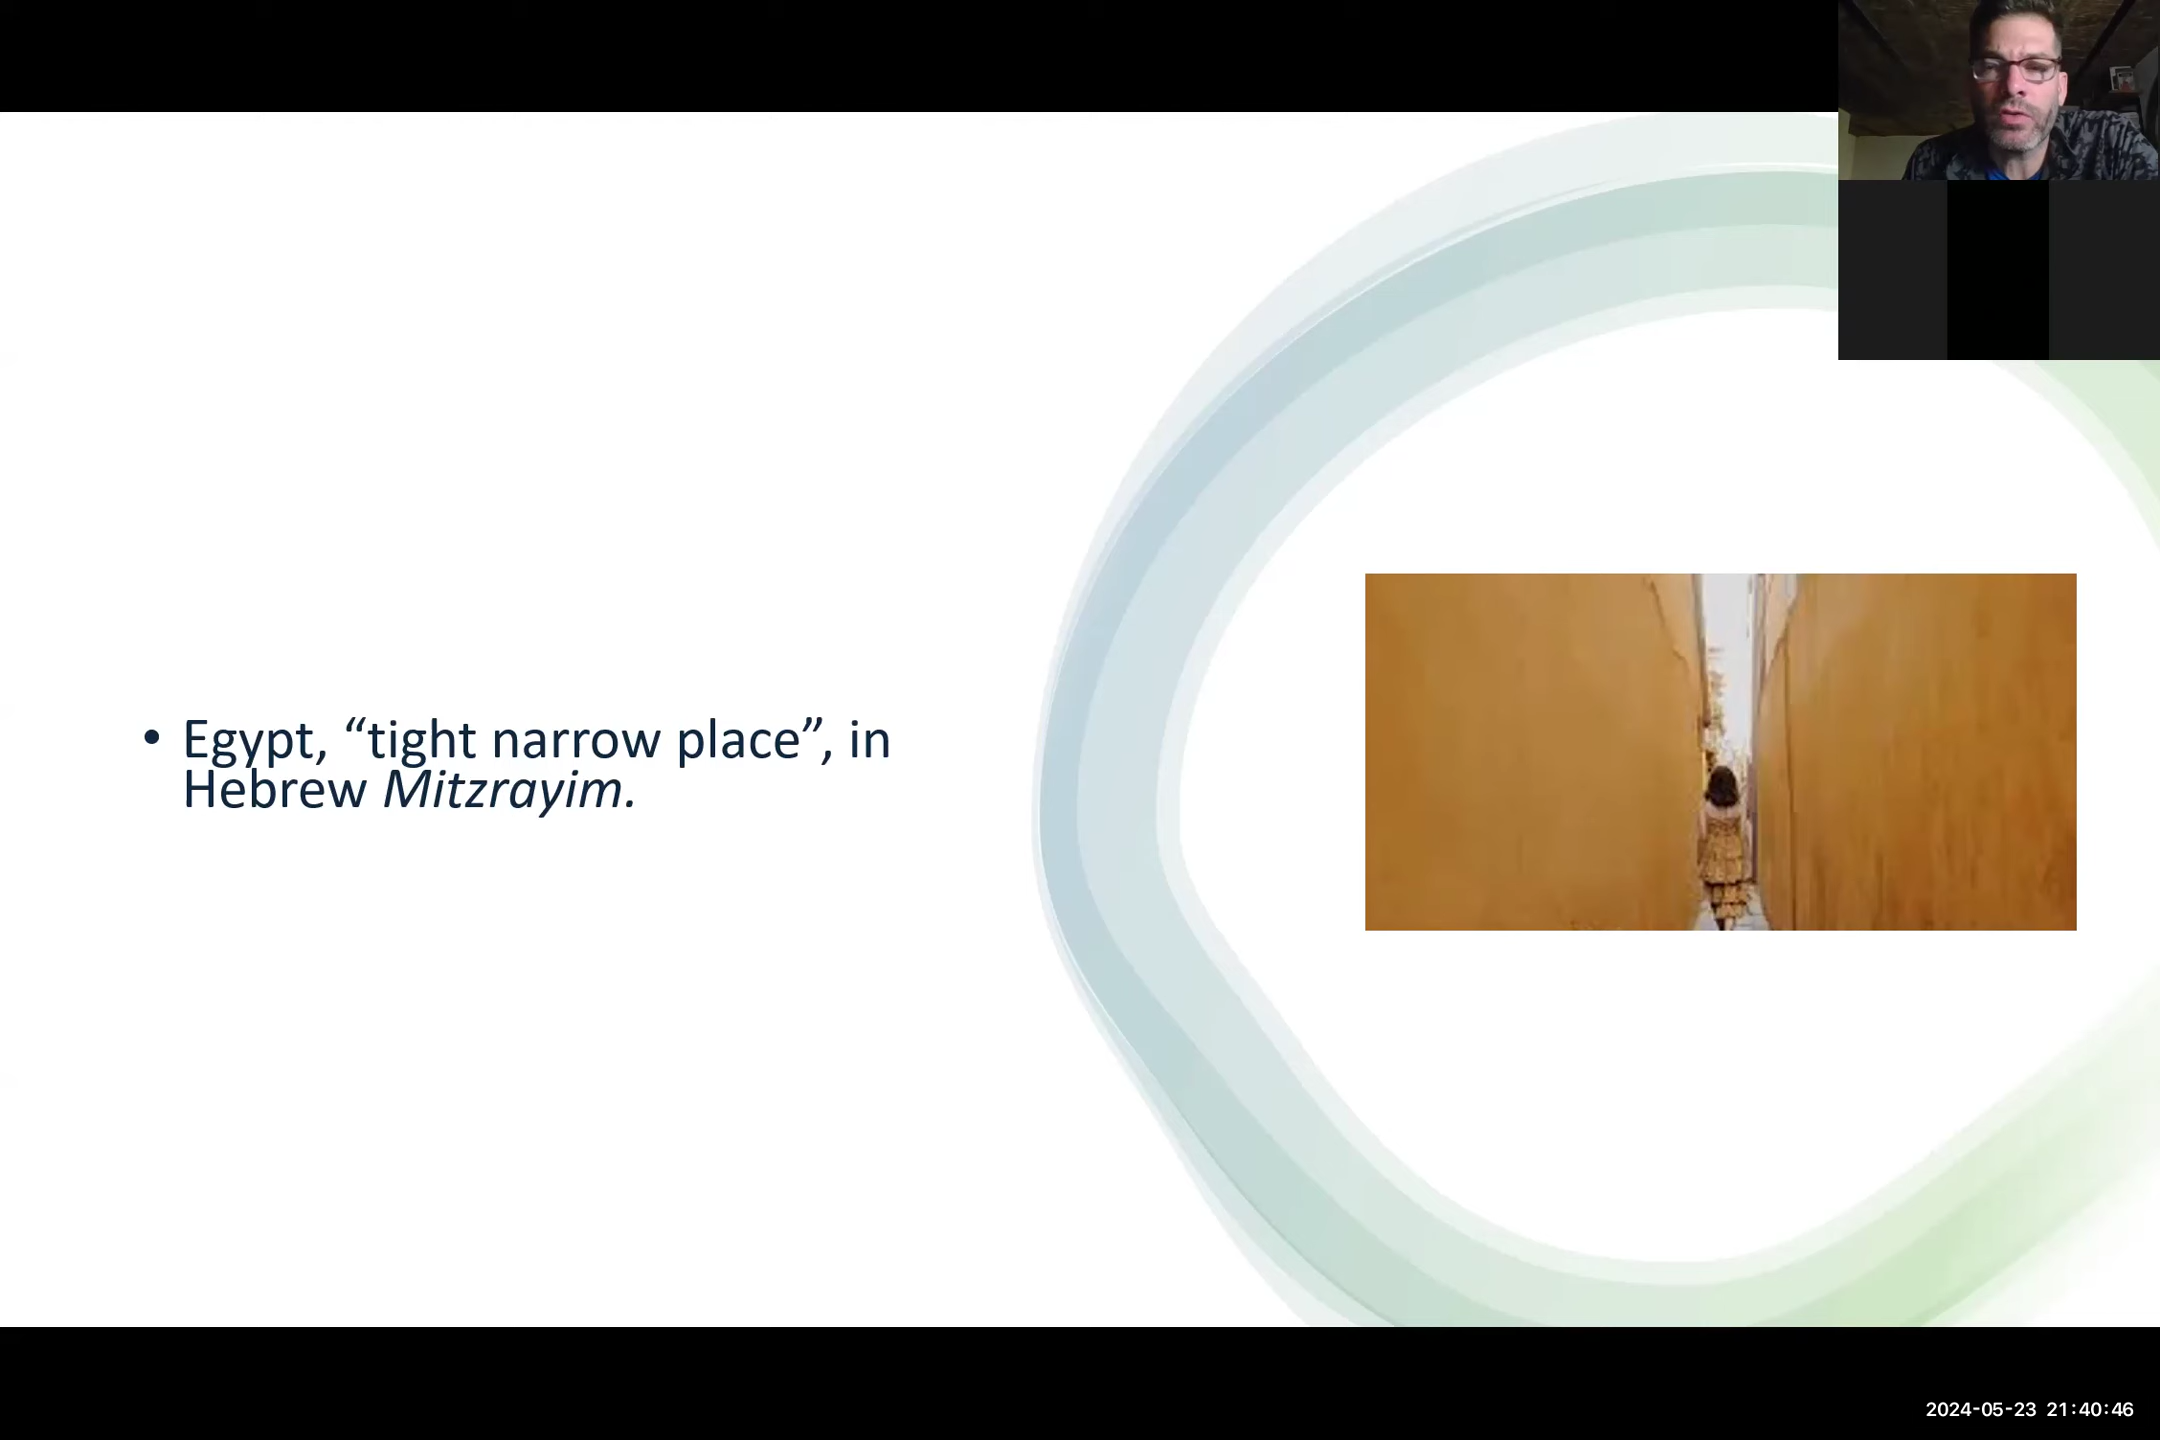 • Egypt, “tight narrow place”, in
Hebrew Mitzrayim.
2024-05-23 21:40:46